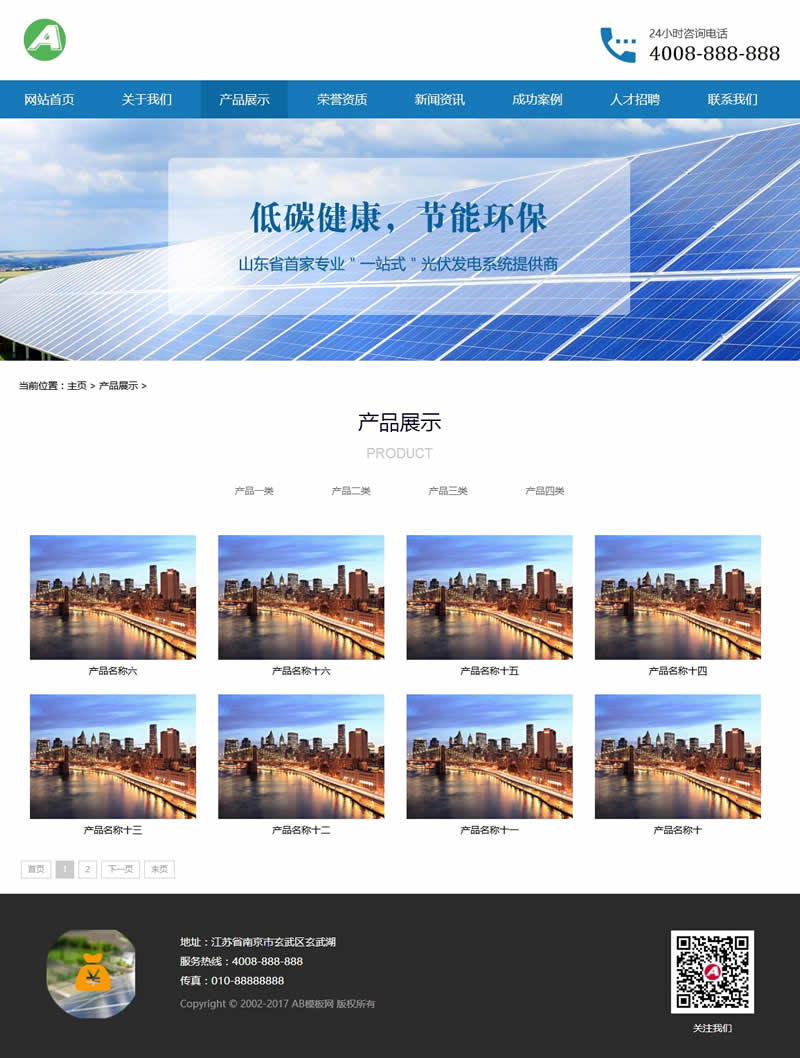 A
24小时咨询电话
4008-888-888
网站首页 关于我们 产品展示 荣誉资质 新闻资讯 成功案例 人才招聘 联系我们
低碳健康，节能环保
山东省首家专业＂一站式＂光伏发电系统提供商
当前位置：主页 > 产品展示 >
产品展示
PRODUCT
产品一类 产品二类 产品三类 产品四类
产品名称六 产品名称十六 产品名称十五 产品名称十四
产品名称十三 产品名称十二 产品名称十一 产品名称十
首页 1 2 下一页 末页
¥
地址：江苏省南京市玄武区玄武湖
服务热线：4008-888-888
传真：010-88888888
Copyright © 2002-2017 AB模板网 版权所有
A
关注我们